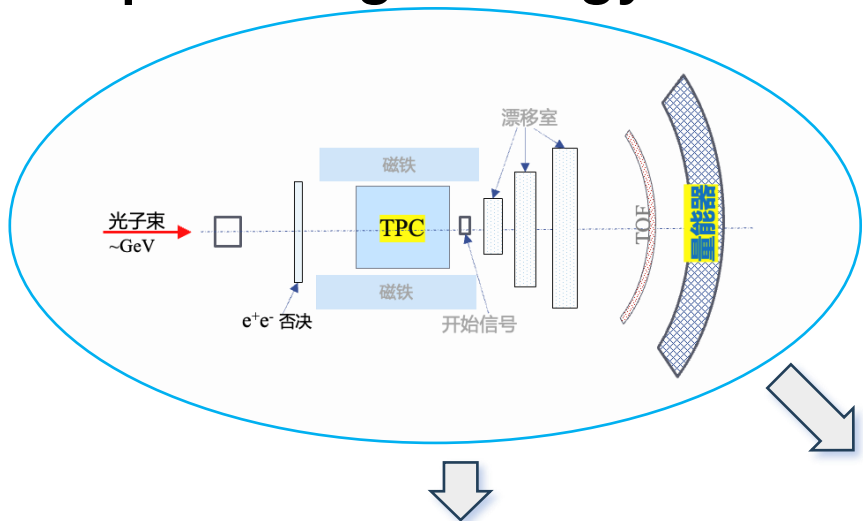 漂移室
磁铁
光子束
~GeV
TPC
TOF
量能器
磁铁
e⁺e⁻ 否决
开始信号